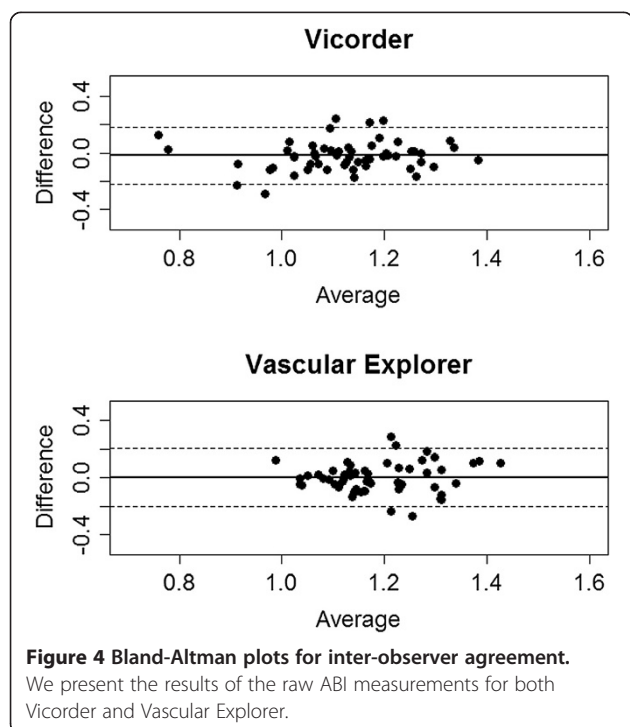 Vicorder
0.4
0.0
-0.4
Difference
0.8 1.0 1.2 1.4 1.6
Average
Vascular Explorer
0.4
0.0
-0.4
Difference
0.8 1.0 1.2 1.4 1.6
Average
Figure 4 Bland-Altman plots for inter-observer agreement.
We present the results of the raw ABI measurements for both
Vicorder and Vascular Explorer.